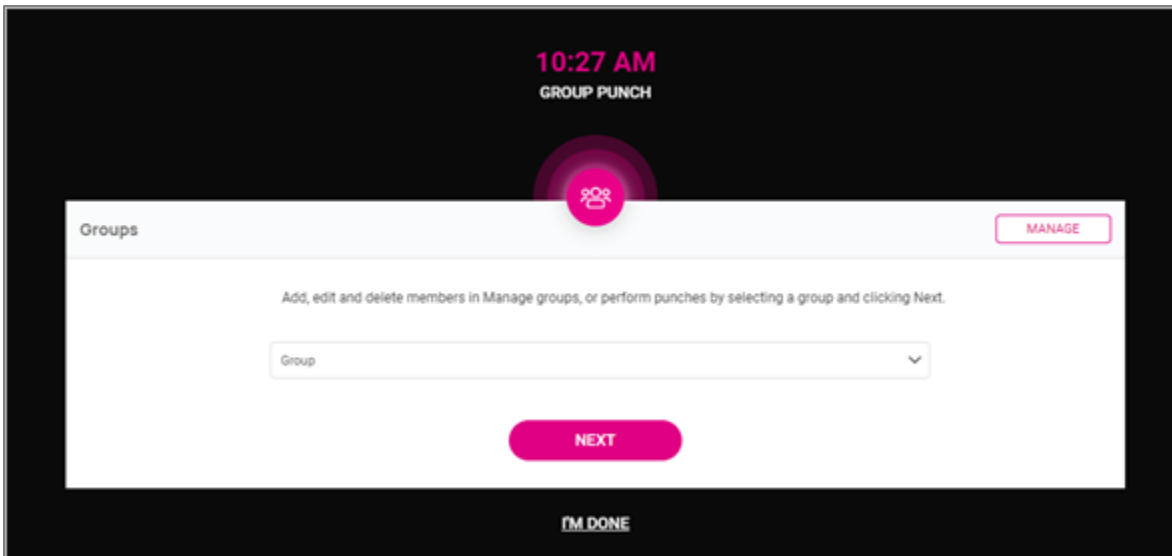 10:27 AM
GROUP PUNCH
Groups
MANAGE
Add, edit and delete members in Manage groups, or perform punches by selecting a group and clicking Next.
Group
NEXT
I'M DONE